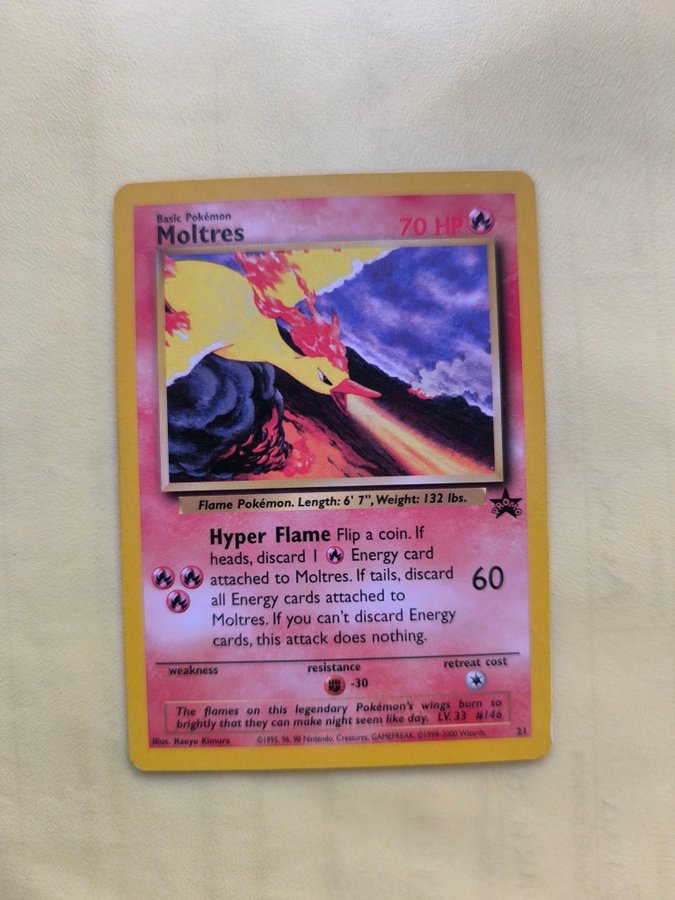 Basic Pokémon
Moltres
70 HP
Flame Pokémon. Length: 6' 7", Weight: 132 lbs.
PROMO
Hyper Flame Flip a coin. If
heads, discard 1 Energy card
attached to Moltres. If tails, discard
all Energy cards attached to
Moltres. If you can't discard Energy
cards, this attack does nothing.
60
weakness
resistance
retreat cost
-30
The flames on this legendary Pokémon's wings burn so
brightly that they can make night seem like day. LV. 33 #146
Illus. Naoyo Kimura
©1995, 96, 98 Nintendo, Creatures, GAMEFREAK. ©1999-2000 Wizards.
21